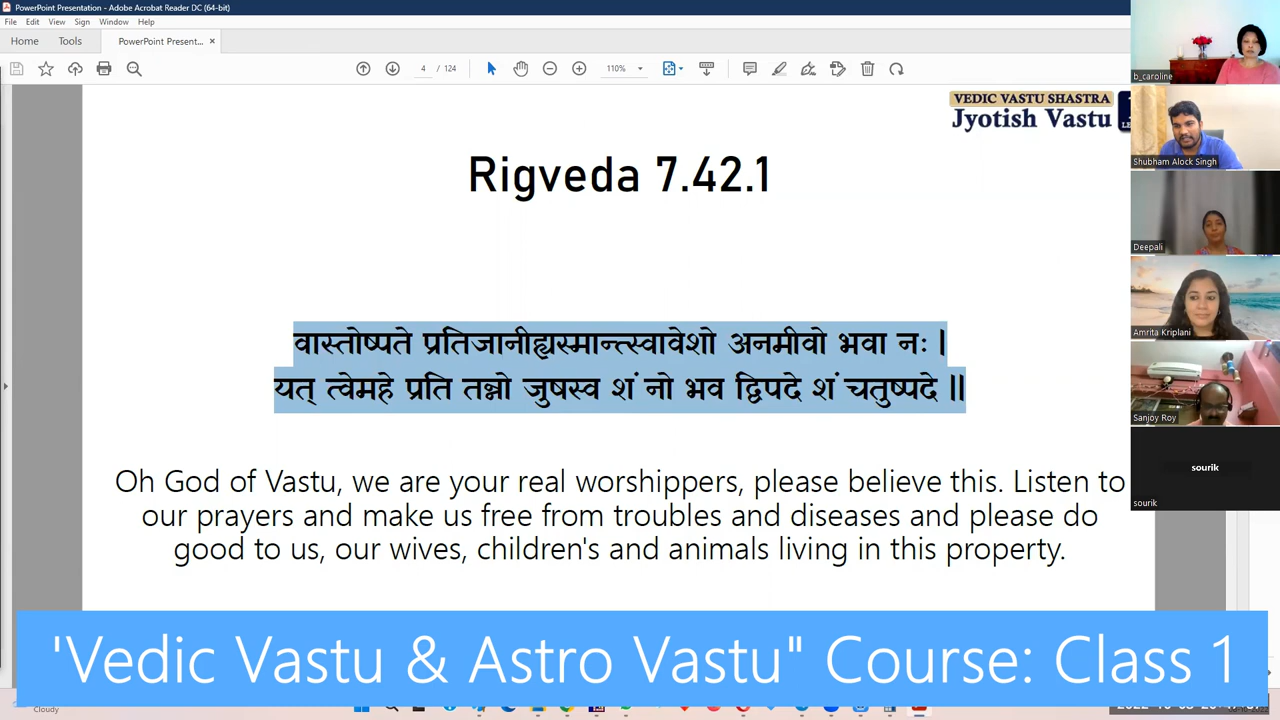 PowerPoint Presentation - Adobe Acrobat Reader DC (64-bit)
File Edit View Sign Window Help
Home Tools PowerPoint Present... ×
4 / 124 110%
VEDIC VASTU SHASTRA
Jyotish Vastu
Rigveda 7.42.1
वास्तोष्पते प्रतिजानीह्यस्मान्त्स्वावेशो अनमीवो भवा नः ।
यत् त्वेमहे प्रति तन्नो जुषस्व शं नो भव द्विपदे शं चतुष्पदे ॥
Oh God of Vastu, we are your real worshippers, please believe this. Listen to
our prayers and make us free from troubles and diseases and please do
good to us, our wives, children's and animals living in this property.
b_caroline
Shubham Alock Singh
Deepali
Amrita Kriplani
Sanjoy Roy
sourik
sourik
'Vedic Vastu & Astro Vastu" Course: Class 1
Cloudy